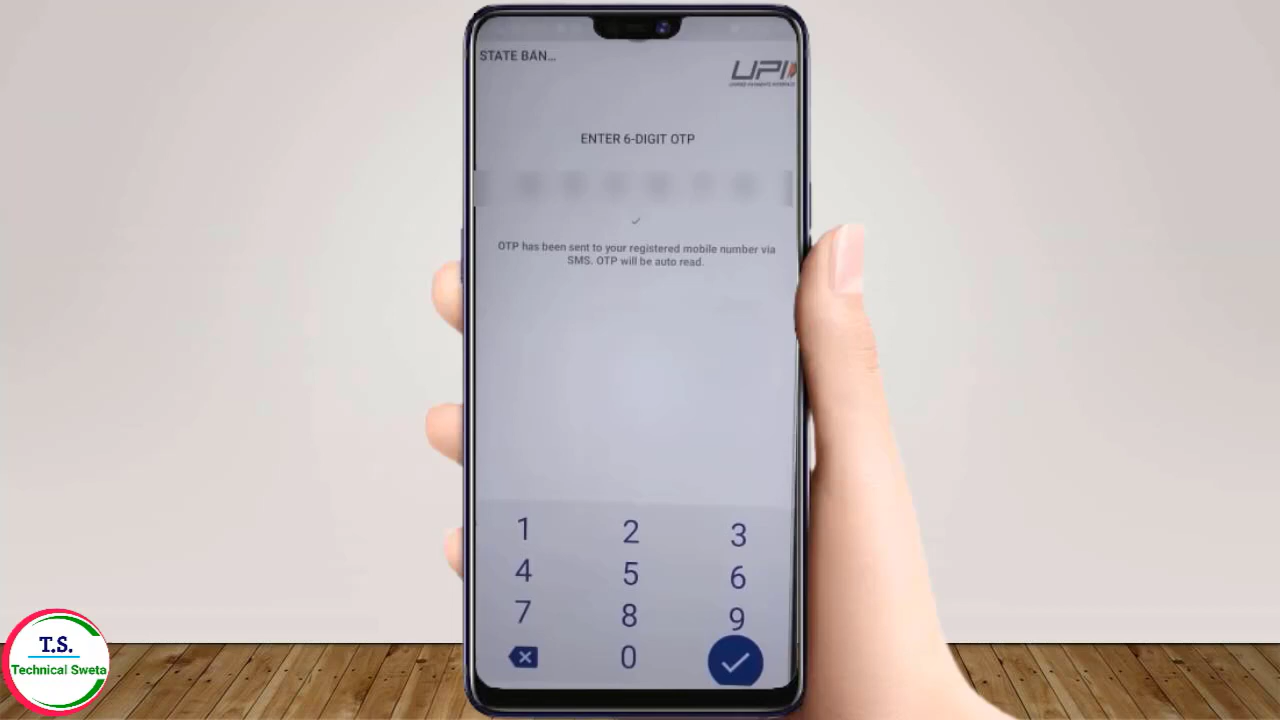 STATE BAN...
UPI
ENTER 6-DIGIT OTP
OTP has been sent to your registered mobile number via
SMS. OTP will be auto read.
1 2 3
4 5 6
7 8 9
0
T.S.
Technical Sweta